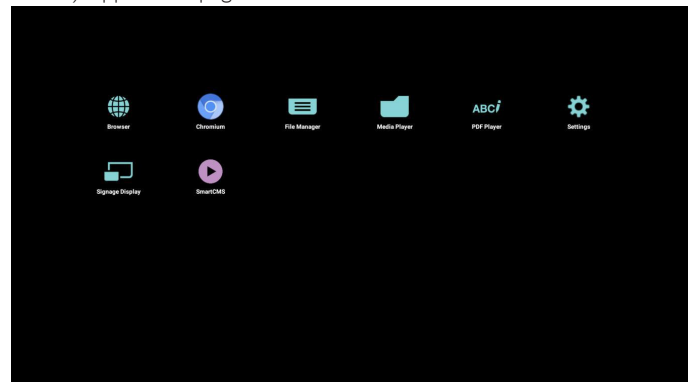 Browser
Chromium
File Manager
Media Player
ABCi
PDF Player
Settings
Signage Display
SmartCMS